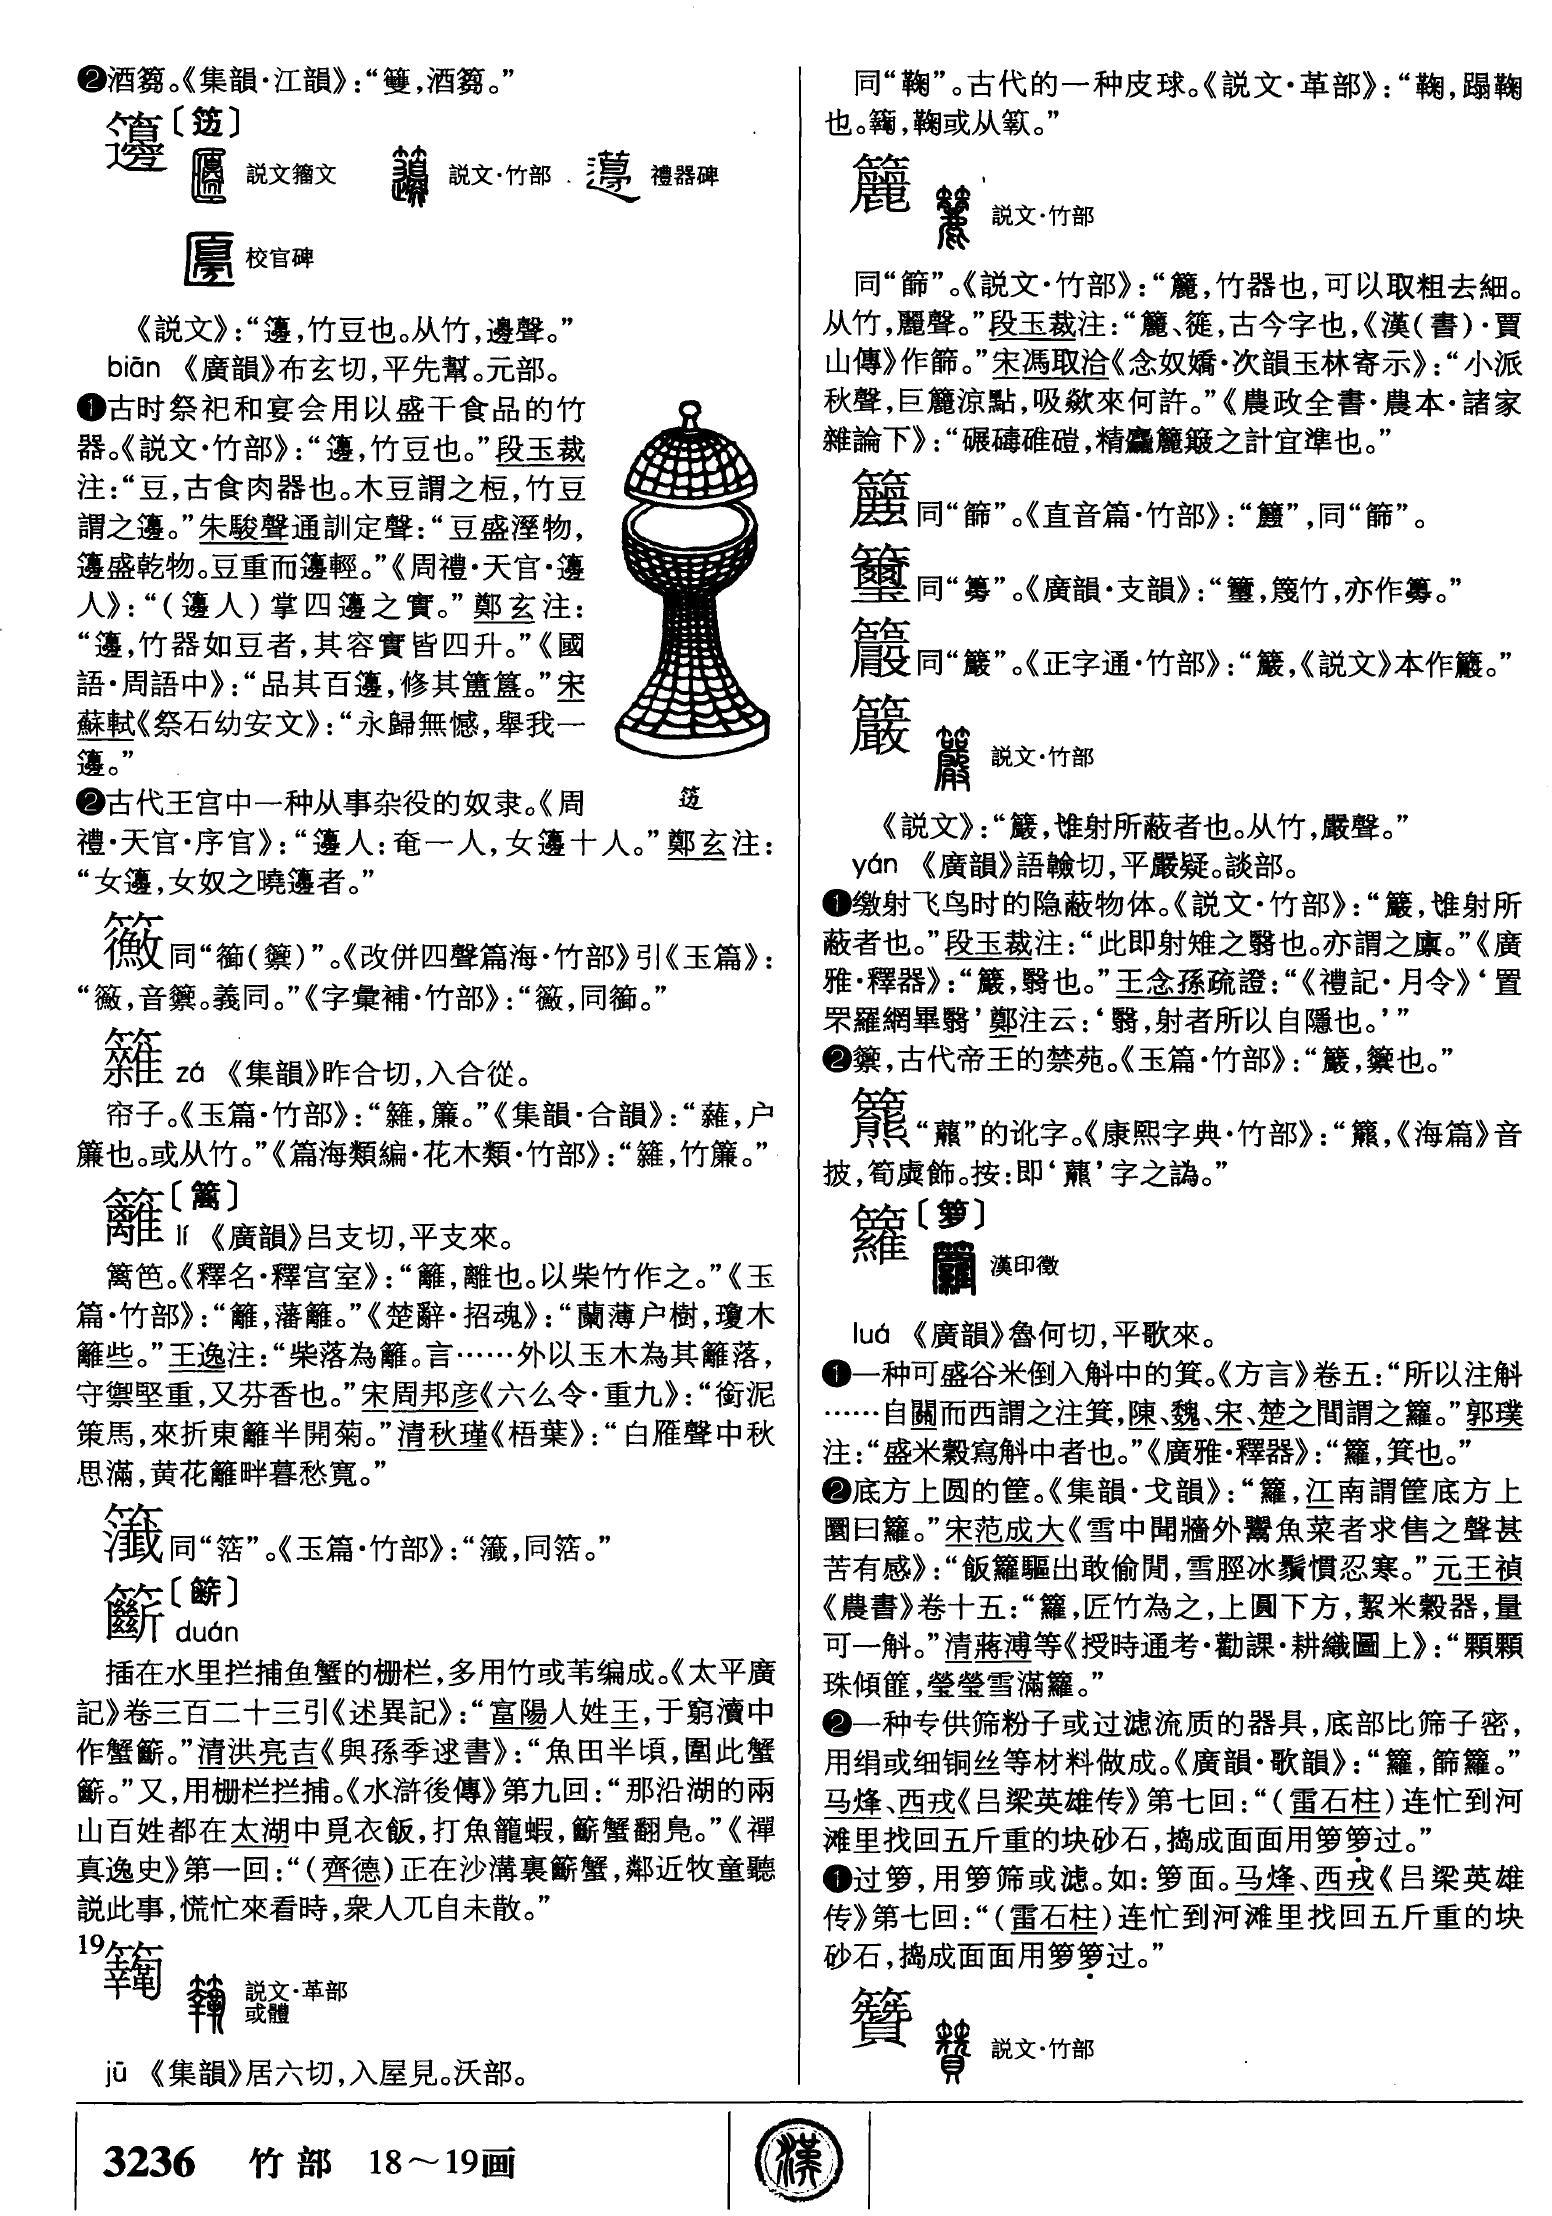 ❷酒篘。《集韻·江韻》：“籆，酒篘。”
籩〔笾〕
説文籀文 説文·竹部 禮器碑
校官碑
《説文》：“籩，竹豆也。从竹，邊聲。”
biān 《廣韻》布玄切，平先幫。元部。
❶古时祭祀和宴会用以盛干食品的竹
器。《説文·竹部》：“籩，竹豆也。”段玉裁
注：“豆，古食肉器也。木豆謂之梪，竹豆
謂之籩。”朱駿聲通訓定聲：“豆盛溼物，
籩盛乾物。豆重而籩輕。”《周禮·天官·籩
人》：“（籩人）掌四籩之實。”鄭玄注：
“籩，竹器如豆者，其容實皆四升。”《國
語·周語中》：“品其百籩，修其簠簋。”宋
蘇軾《祭石幼安文》：“永歸無憾，舉我一
籩。”
笾
❷古代王宫中一种从事杂役的奴隶。《周
禮·天官·序官》：“籩人：奄一人，女籩十人。”鄭玄注：
“女籩，女奴之曉籩者。”
同“篽（籞）”。《改併四聲篇海·竹部》引《玉篇》：
“，音籞。義同。”《字彙補·竹部》：“，同篽。”
籬 zá 《集韻》昨合切，入合從。
帘子。《玉篇·竹部》：“，簾。”《集韻·合韻》：“，户
簾也。或从竹。”《篇海類編·花木類·竹部》：“，竹簾。”
籬〔篱〕
lí 《廣韻》吕支切，平支來。
篱笆。《釋名·釋宫室》：“籬，離也。以柴竹作之。”《玉
篇·竹部》：“籬，藩籬。”《楚辭·招魂》：“蘭薄户樹，瓊木
籬些。”王逸注：“柴落為籬。言……外以玉木為其籬落，
守禦堅重，又芬香也。”宋周邦彦《六么令·重九》：“銜泥
策馬，來折東籬半開菊。”清秋瑾《梧葉》：“白雁聲中秋
思滿，黄花籬畔暮愁寬。”
同“箈”。《玉篇·竹部》：“，同箈。”
籪〔簖〕
duán
插在水里拦捕鱼蟹的栅栏，多用竹或苇编成。《太平廣
記》卷三百二十三引《述異記》：“富陽人姓王，于窮瀆中
作蟹籪。”清洪亮吉《與孫季逑書》：“魚田半頃，圍此蟹
籪。”又，用栅栏拦捕。《水滸後傳》第九回：“那沿湖的兩
山百姓都在太湖中覓衣飯，打魚籠蝦，籪蟹翻鳧。”《禪
真逸史》第一回：“（齊德）正在沙溝裏籪蟹，鄰近牧童聽
説此事，慌忙來看時，衆人兀自未散。”
19
説文·革部
或體
jū 《集韻》居六切，入屋見。沃部。
同“鞠”。古代的一种皮球。《説文·革部》：“鞠，蹋鞠
也。，鞠或从。”
籭 説文·竹部
同“篩”。《説文·竹部》：“籭，竹器也，可以取粗去細。
从竹，麗聲。”段玉裁注：“籭、簁，古今字也，《漢（書）·賈
山傳》作篩。”宋馮取洽《念奴嬌·次韻玉林寄示》：“小派
秋聲，巨籭涼點，吸欻來何許。”《農政全書·農本·諸家
雜論下》：“碾碡碓磑，精麤籭簸之計宜準也。”
同“篩”。《直音篇·竹部》：“”，同“篩”。
同“䉲”。《廣韻·支韻》：“，篾竹，亦作䉲。”
同“籢”。《正字通·竹部》：“，《説文》本作。”
䉷 説文·竹部
《説文》：“䉷，惟射所蔽者也。从竹，嚴聲。”
yán 《廣韻》語驗切，平嚴疑。談部。
❶缴射飞鸟时的隐蔽物体。《説文·竹部》：“䉷，惟射所
蔽者也。”段玉裁注：“此即射雉之翳也。亦謂之廪。”《廣
雅·釋器》：“䉷，翳也。”王念孫疏證：“《禮記·月令》‘置
罘羅網畢翳’鄭注云：‘翳，射者所以自隱也。’”
❷籞，古代帝王的禁苑。《玉篇·竹部》：“䉷，籞也。”
“藣”的讹字。《康熙字典·竹部》：“，《海篇》音
披，筍虡飾。按：即‘藣’字之譌。”
籮〔箩〕
漢印徵
luó 《廣韻》魯何切，平歌來。
❶一种可盛谷米倒入斛中的箕。《方言》卷五：“所以注斛
……自關而西謂之注箕，陳、魏、宋、楚之間謂之籮。”郭璞
注：“盛米穀寫斛中者也。”《廣雅·釋器》：“籮，箕也。”
❷底方上圆的筐。《集韻·戈韻》：“籮，江南謂筐底方上
圜曰籮。”宋范成大《雪中聞牆外鬻魚菜者求售之聲甚
苦有感》：“飯籮驅出敢偷閒，雪脛冰鬚慣忍寒。”元王禎
《農書》卷十五：“籮，匠竹為之，上圓下方，絜米穀器，量
可一斛。”清蔣溥等《授時通考·勸課·耕織圖上》：“顆顆
珠傾篚，瑩瑩雪滿籮。”
❷一种专供筛粉子或过滤流质的器具，底部比筛子密，
用绢或细铜丝等材料做成。《廣韻·歌韻》：“籮，篩籮。”
马烽、西戎《吕梁英雄传》第七回：“（雷石柱）连忙到河
滩里找回五斤重的块砂石，捣成面面用箩箩过。”
❶过箩，用箩筛或滤。如：箩面。马烽、西戎《吕梁英雄
传》第七回：“（雷石柱）连忙到河滩里找回五斤重的块
砂石，捣成面面用箩箩过。”
籫 説文·竹部
3236 竹部 18～19画
漢